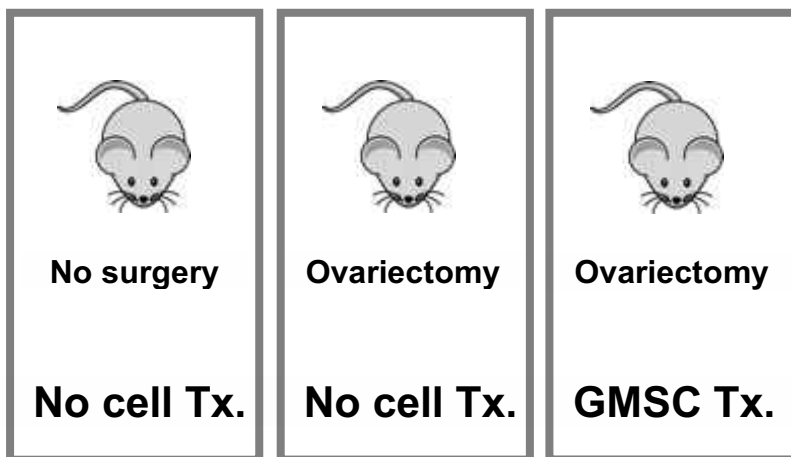 No surgery
No cell Tx.
Ovariectomy
No cell Tx.
Ovariectomy
GMSC Tx.